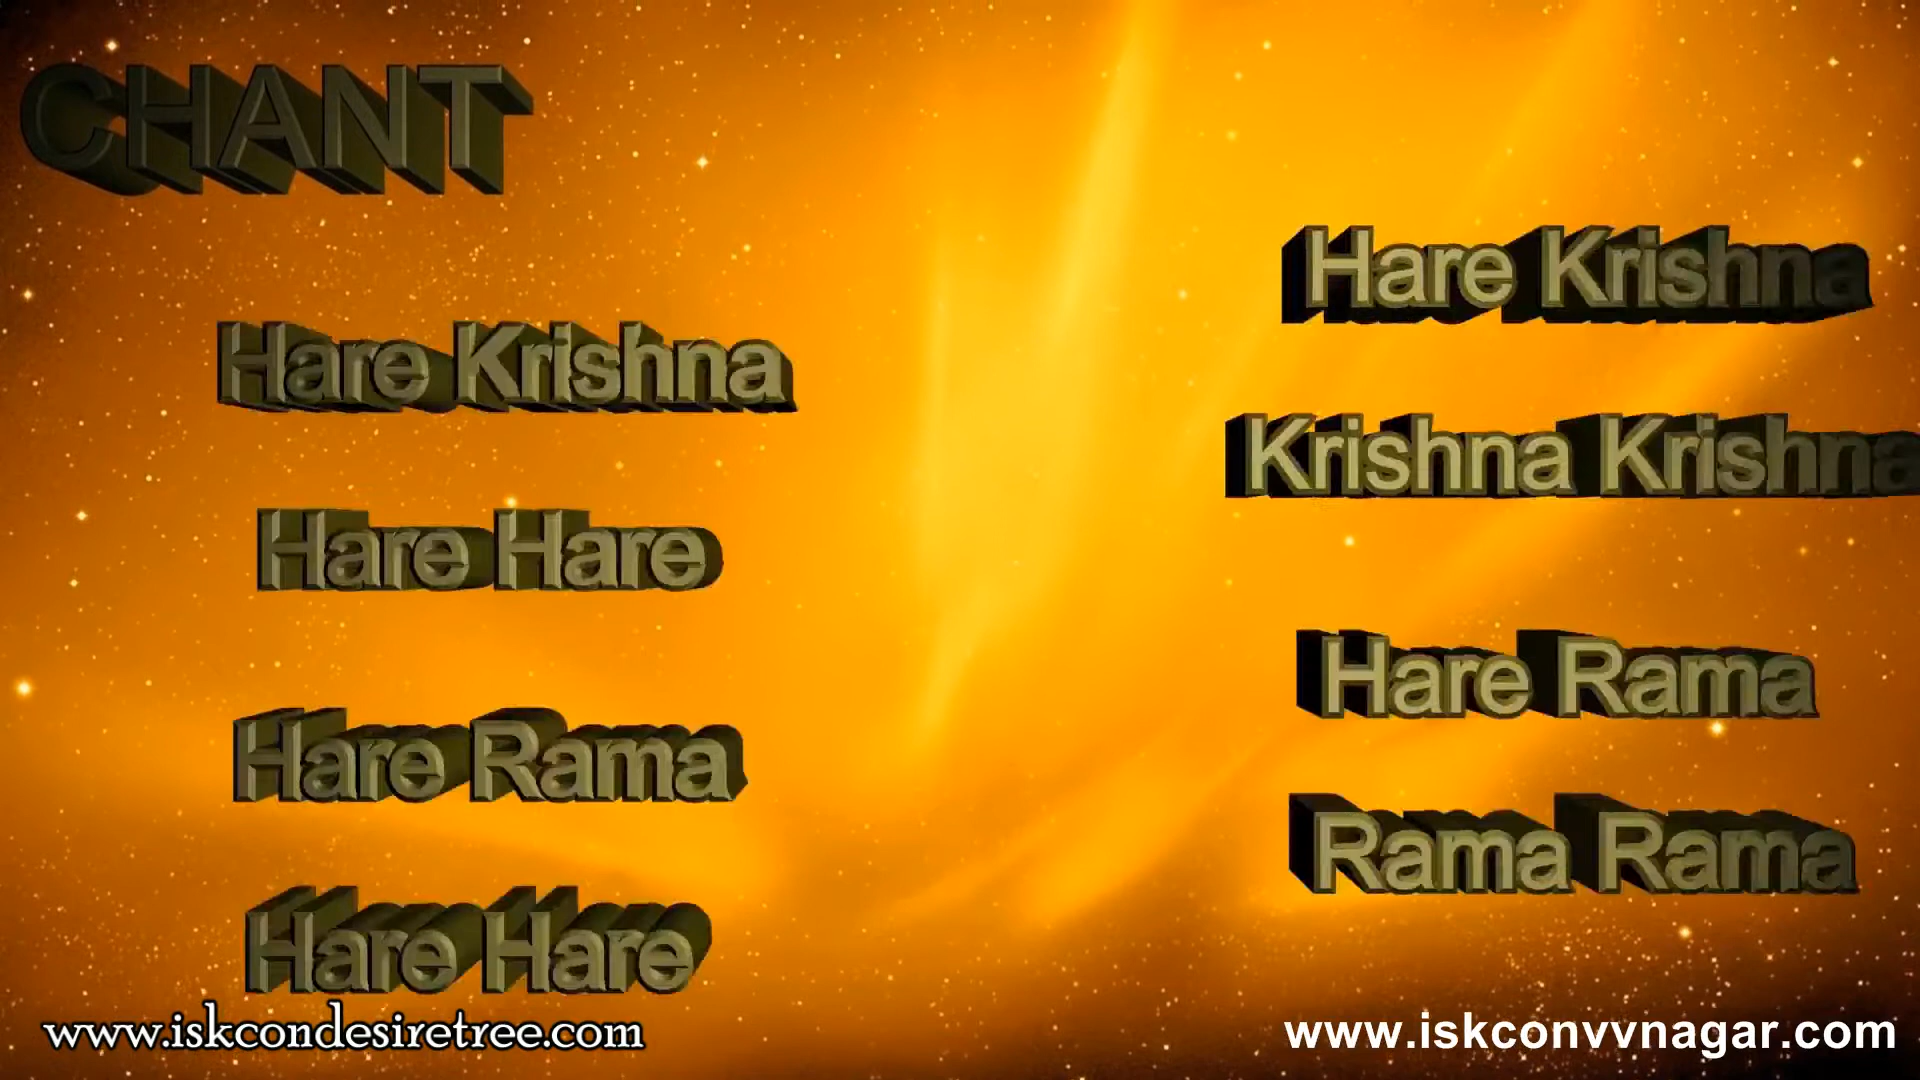 CHANT
Hare Krishna
Hare Krishna
Krishna Krishna
Hare Hare
Hare Rama
Hare Rama
Rama Rama
Hare Hare
www.iskcondesiretree.com
www.iskconvvnagar.com